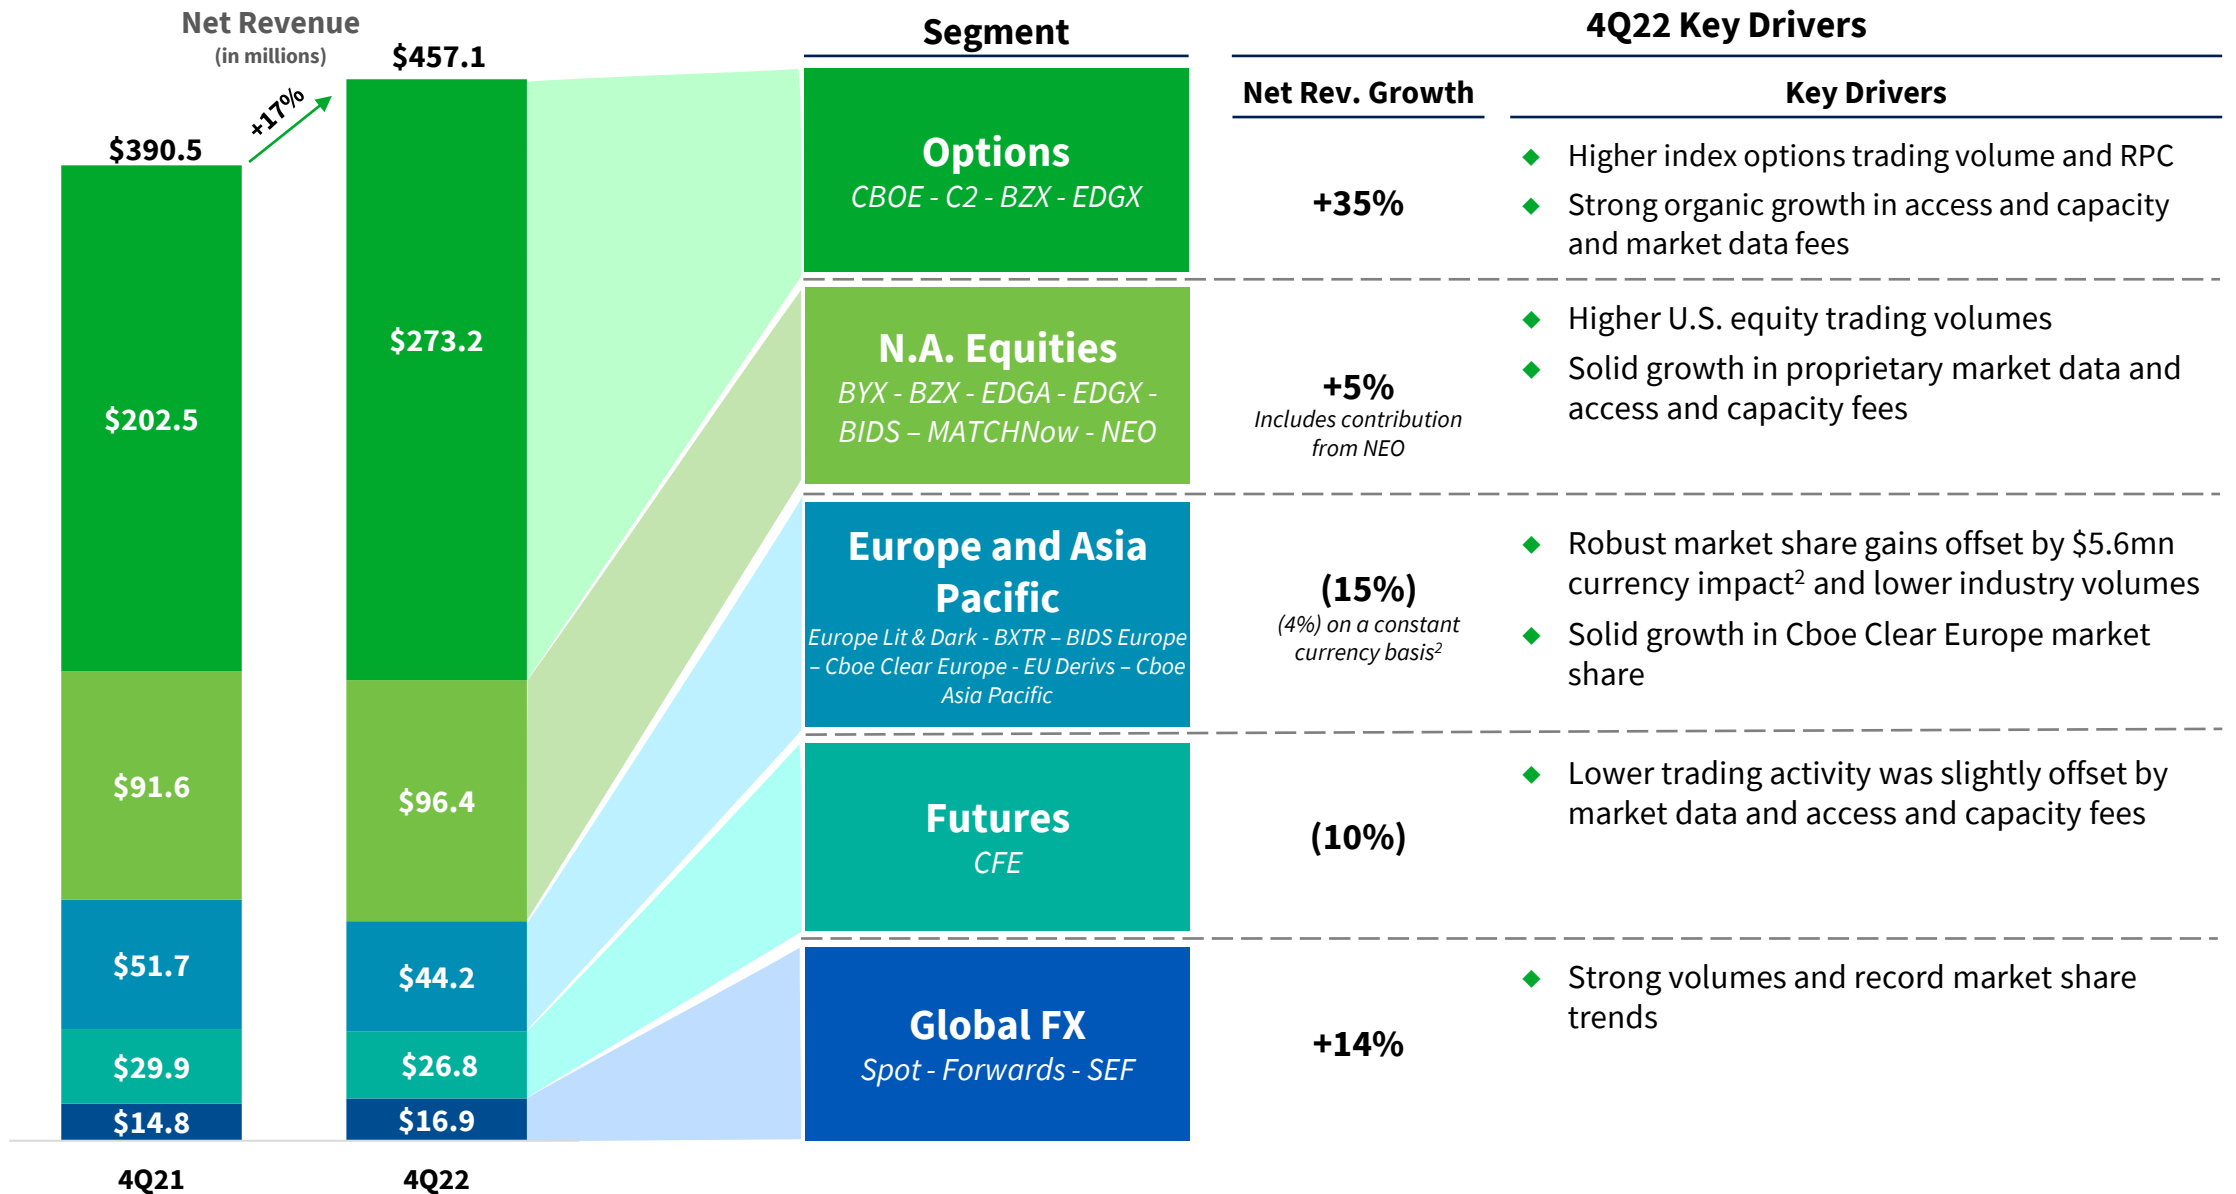 Net Revenue
(in millions)
$390.5
+17%
$457.1
$202.5
$91.6
$51.7
$29.9
$14.8
4Q21
$273.2
$96.4
$44.2
$26.8
$16.9
4Q22
Segment
4Q22 Key Drivers
Net Rev. Growth
Key Drivers
Options
CBOE - C2 - BZX - EDGX
+35%
Higher index options trading volume and RPC
Strong organic growth in access and capacity
and market data fees
N.A. Equities
BYX - BZX - EDGA - EDGX -
BIDS – MATCHNow - NEO
+5%
Includes contribution
from NEO
Higher U.S. equity trading volumes
Solid growth in proprietary market data and
access and capacity fees
Europe and Asia
Pacific
Europe Lit & Dark - BXTR – BIDS Europe
– Cboe Clear Europe - EU Derivs – Cboe
Asia Pacific
(15%)
(4%) on a constant
currency basis2
Robust market share gains offset by $5.6mn
currency impact2 and lower industry volumes
Solid growth in Cboe Clear Europe market
share
Futures
CFE
(10%)
Lower trading activity was slightly offset by
market data and access and capacity fees
Global FX
Spot - Forwards - SEF
+14%
Strong volumes and record market share
trends